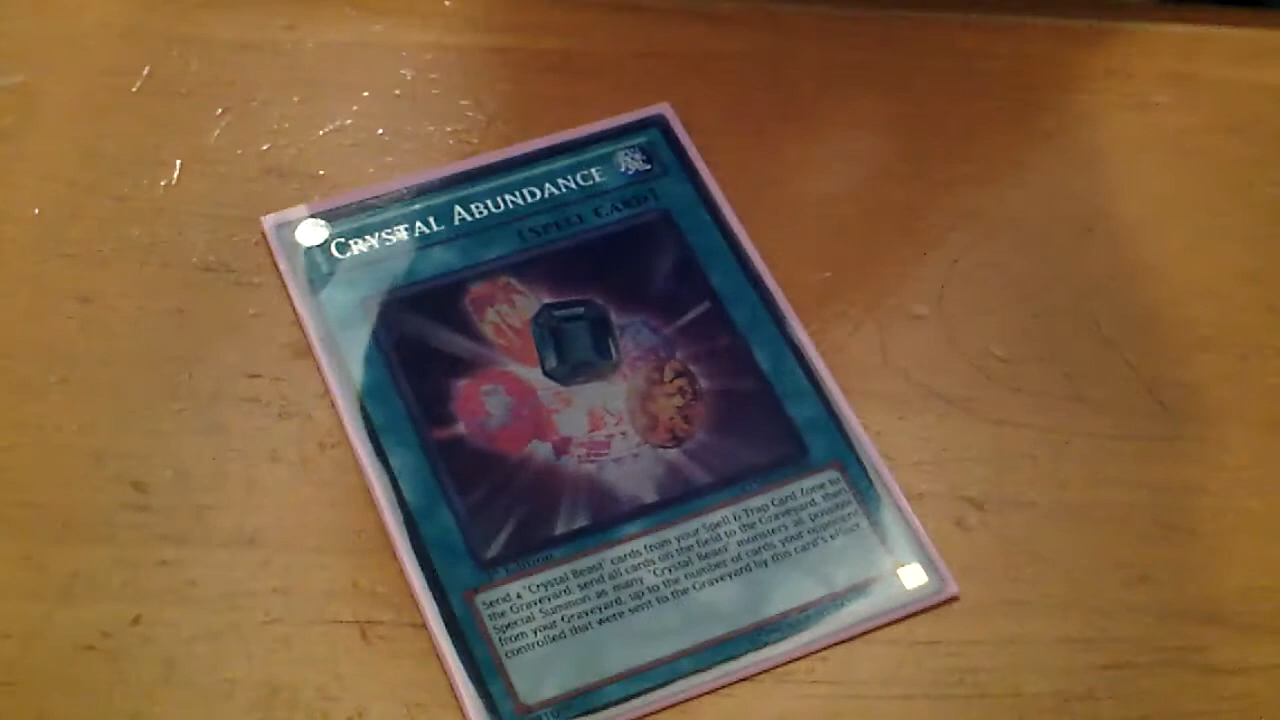 CRYSTAL ABUNDANCE 魔
[SPELL CARD]
1st Edition
Send 4 "Crystal Beast" cards from your Spell & Trap Card Zone to
the Graveyard, send all cards on the field to the Graveyard, then
Special Summon as many "Crystal Beast" monsters as possible
from your Graveyard, up to the number of cards your opponent
controlled that were sent to the Graveyard by this card's effect.